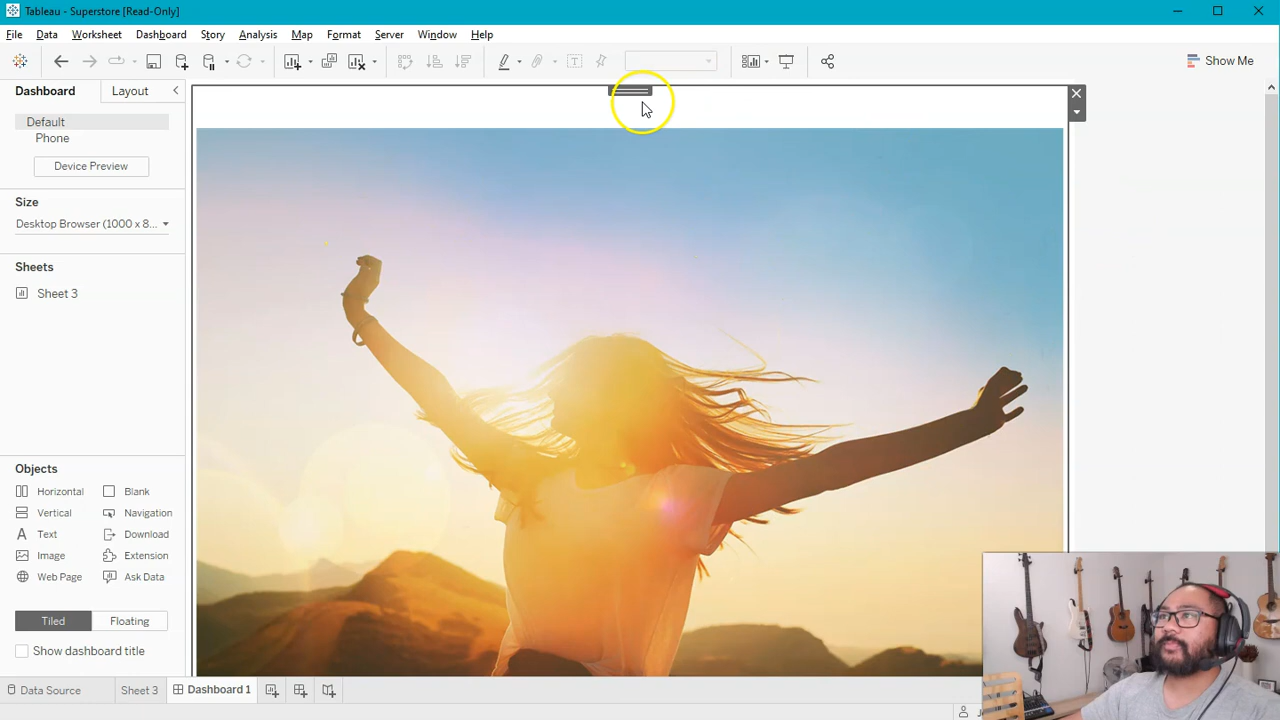 Tableau - Superstore [Read-Only]
File Data Worksheet Dashboard Story Analysis Map Format Server Window Help
Show Me
Dashboard Layout
Default
Phone
Device Preview
Size
Desktop Browser (1000 x 8...
Sheets
Sheet 3
Objects
Horizontal Blank
Vertical Navigation
Text Download
Image Extension
Web Page Ask Data
Tiled Floating
Show dashboard title
Data Source Sheet 3 Dashboard 1